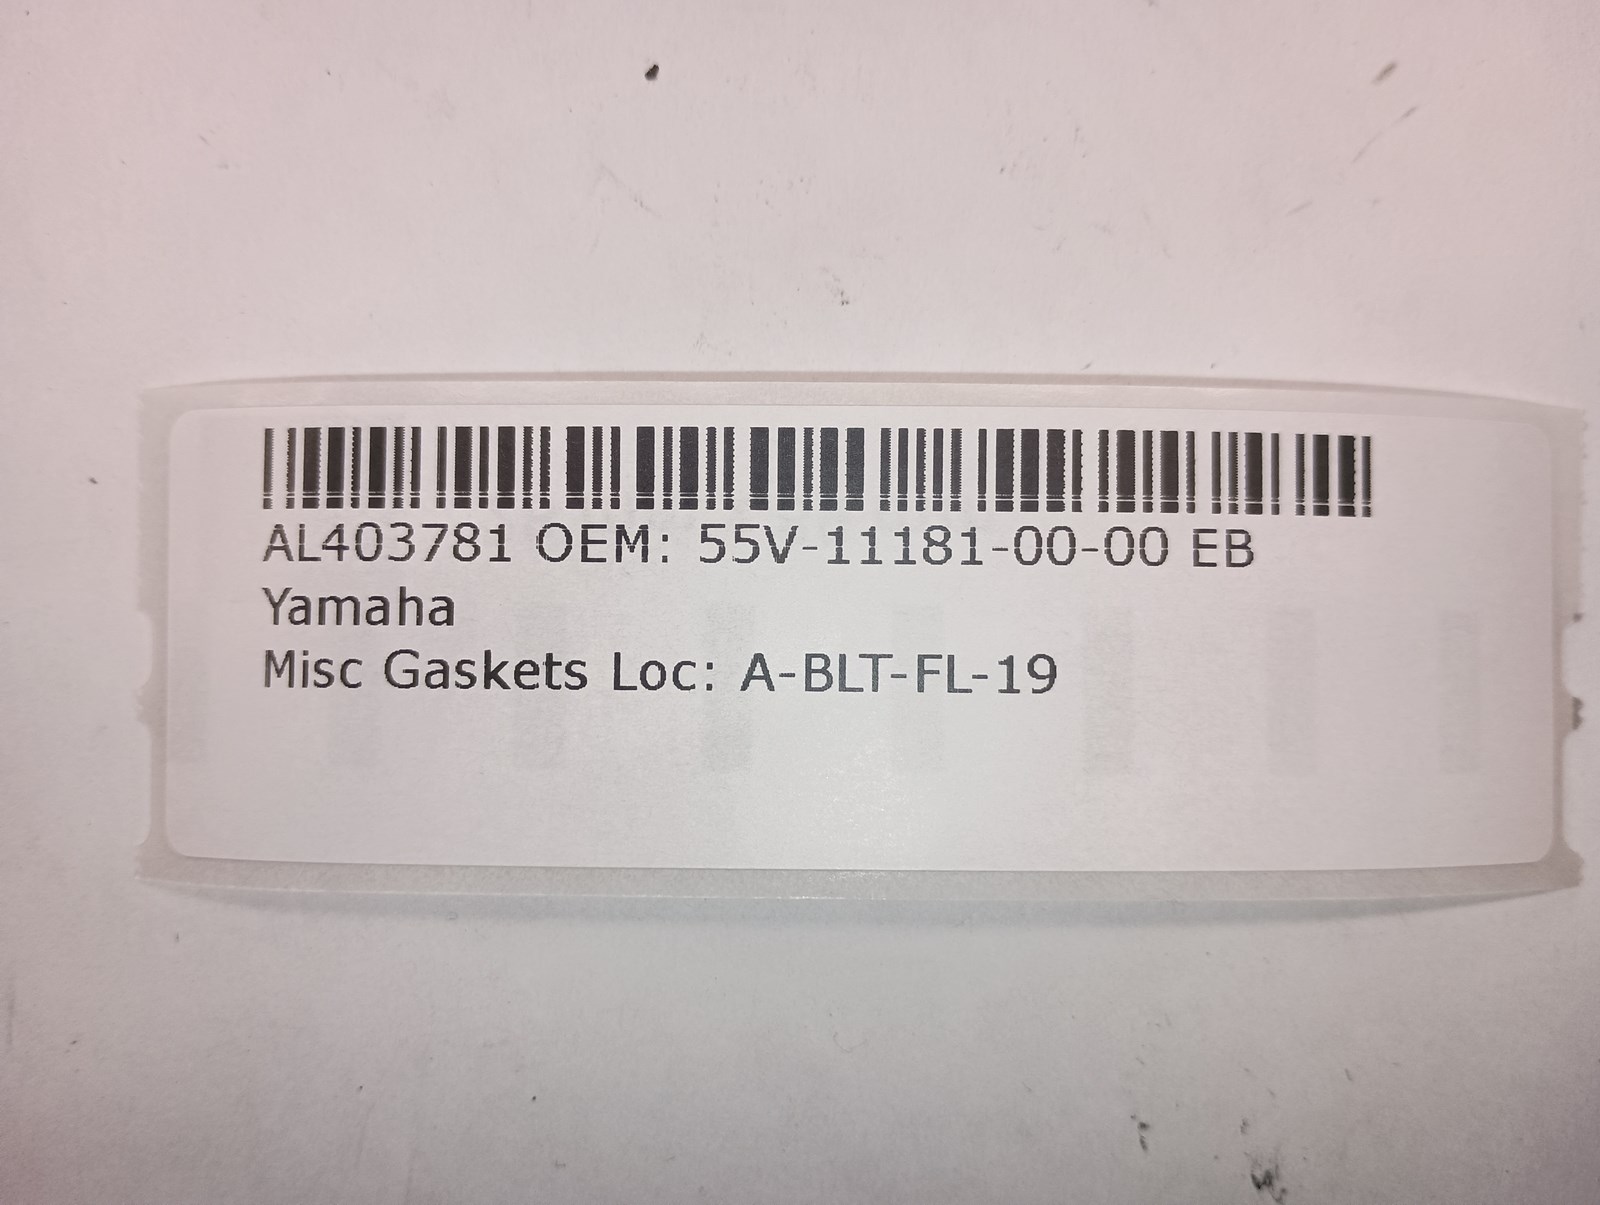 AL403781 OEM: 55V-11181-00-00 EB
Yamaha
Misc Gaskets Loc: A-BLT-FL-19